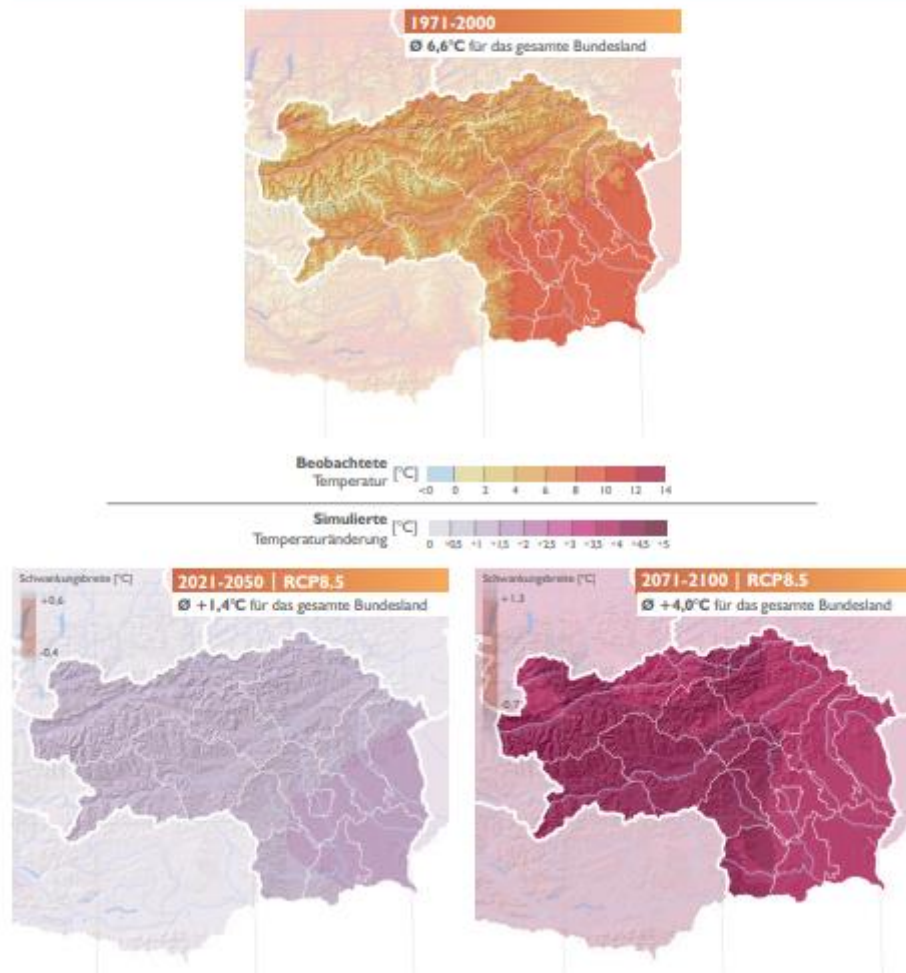 1971-2000
Ø 6,6°C für das gesamte Bundesland
Beobachtete
Temperatur
[°C]
<0 0 2 4 6 8 10 12 14
Simulierte
Temperaturänderung
[°C]
0 +0,5 +1 +1,5 +2 +2,5 +3 +3,5 +4 +4,5 +5
Schwankungsbreite [°C]
+0,6
-0,4
2021-2050 | RCP8.5
Ø +1,4°C für das gesamte Bundesland
Schwankungsbreite [°C]
+1,3
-0,7
2071-2100 | RCP8.5
Ø +4,0°C für das gesamte Bundesland